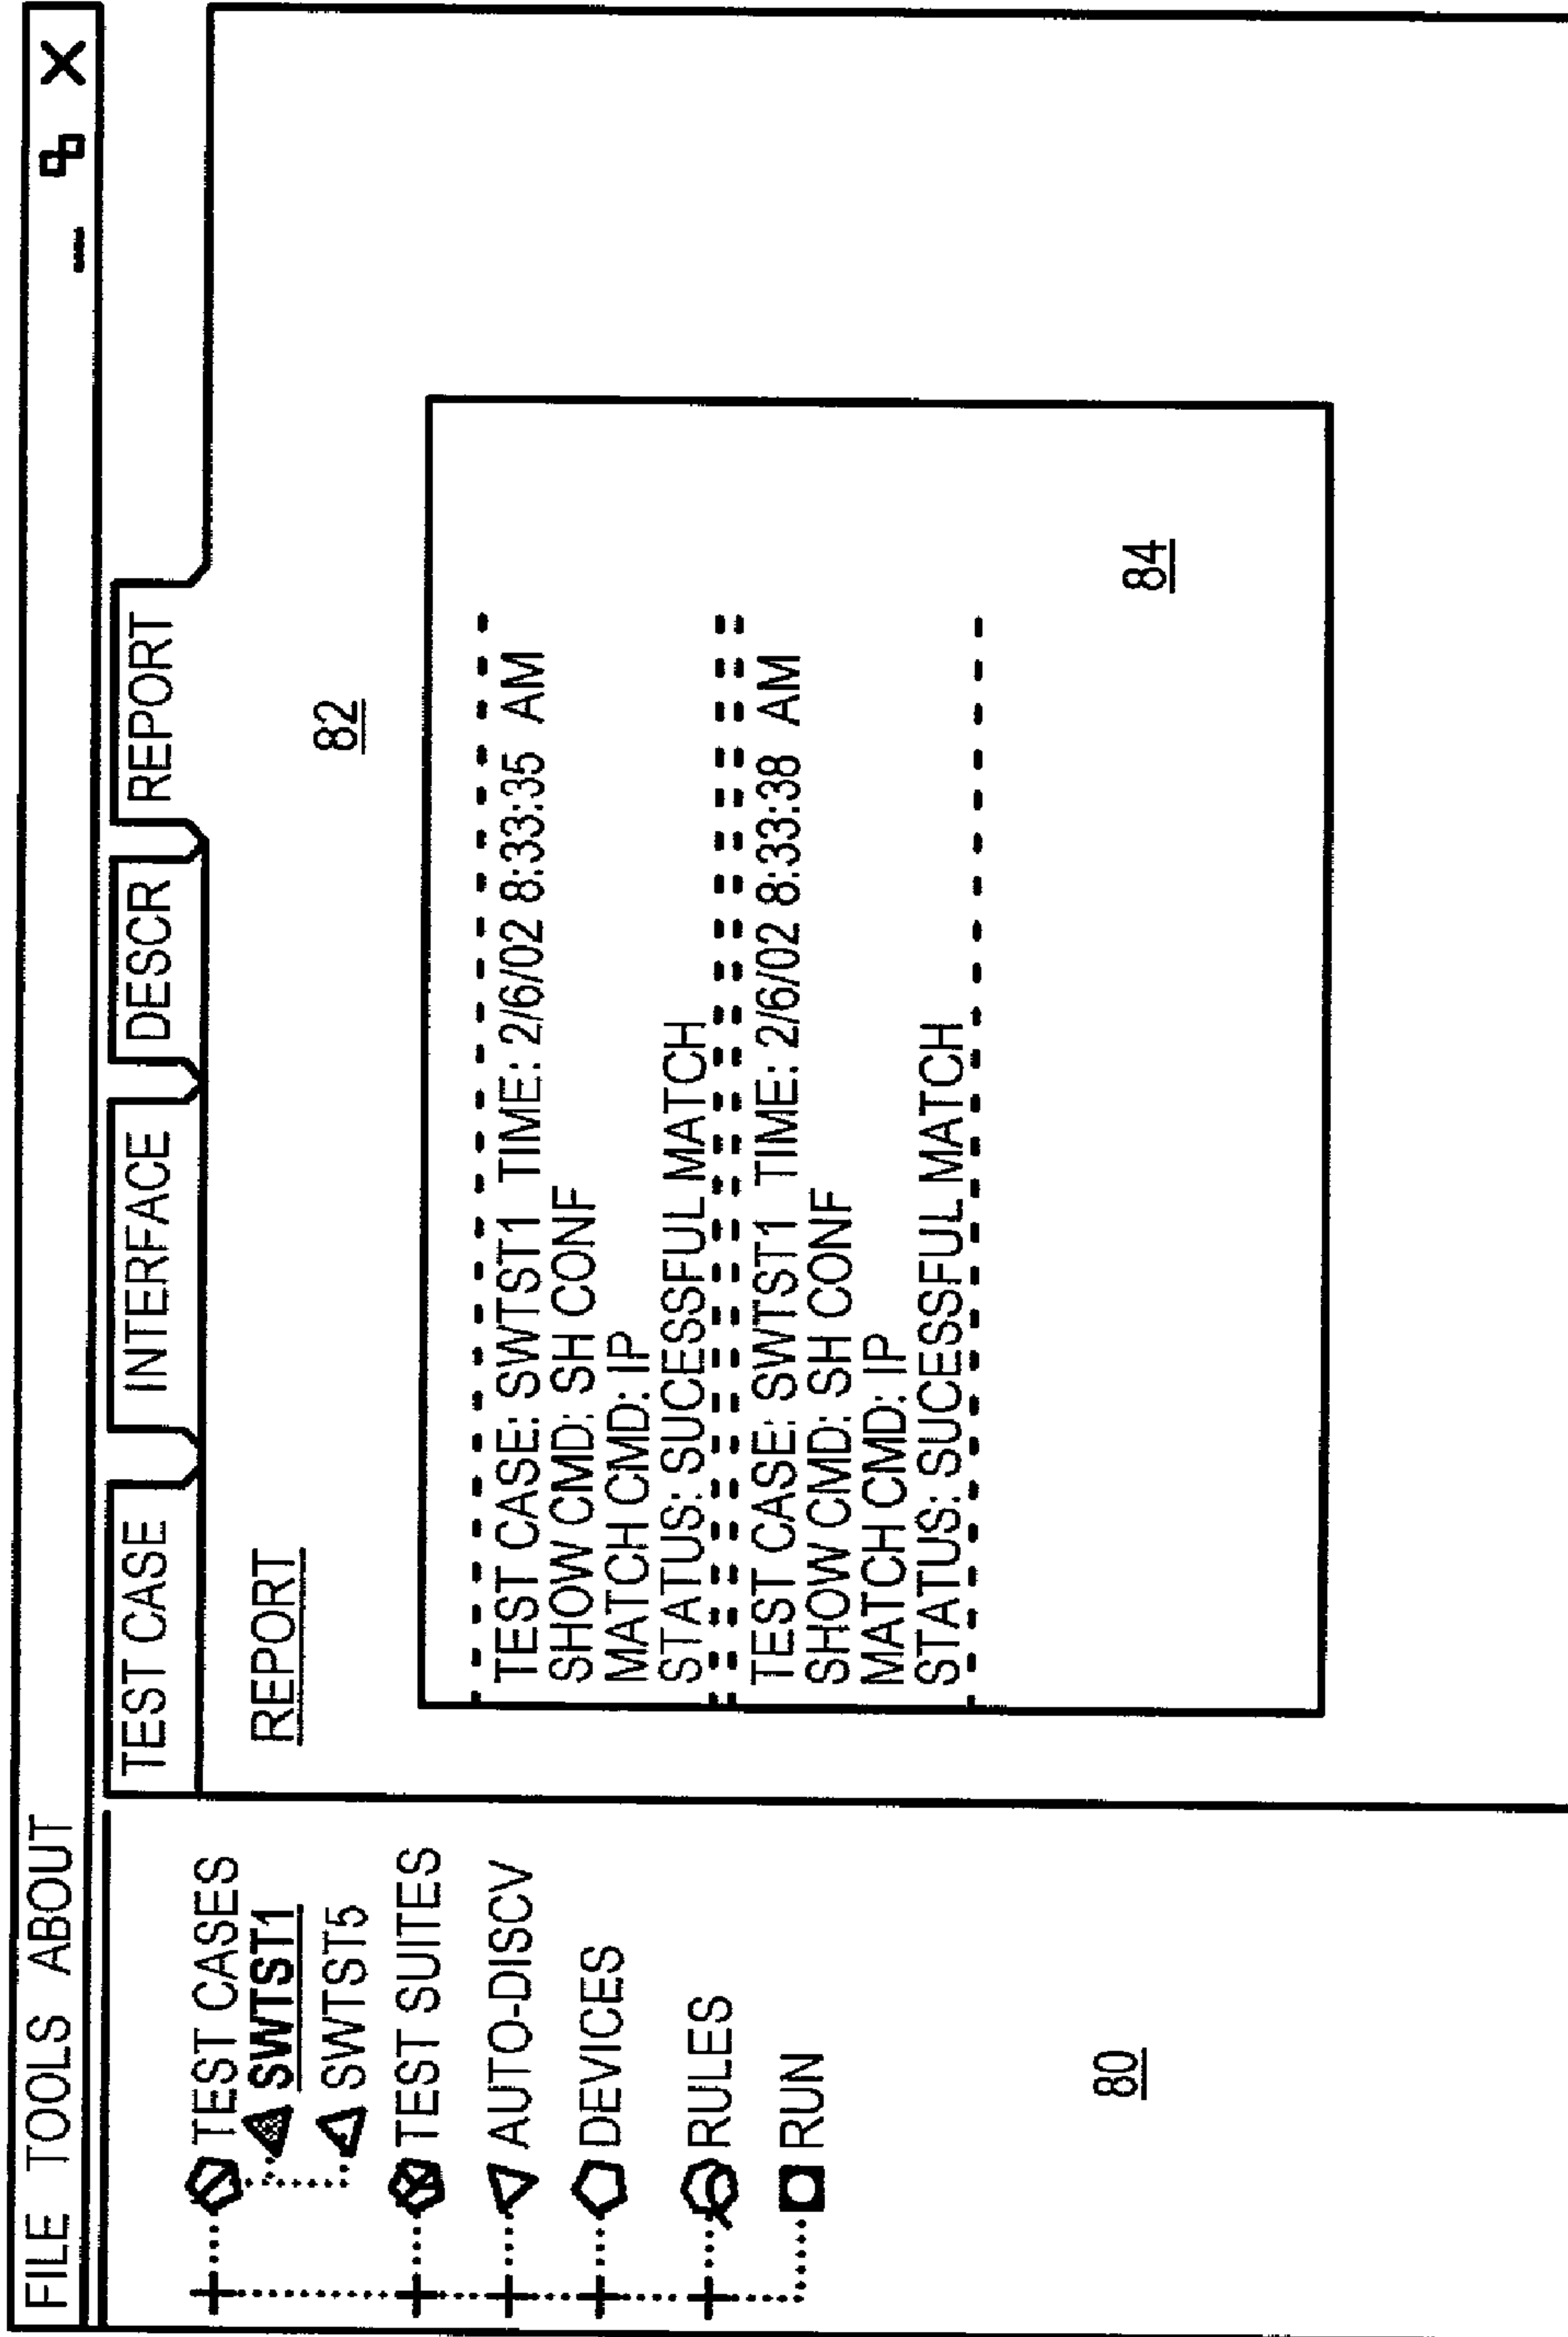 FILE TOOLS ABOUT
TEST CASES
SWTST1
SWTST5
TEST SUITES
AUTO-DISCV
DEVICES
RULES
RUN
80
TEST CASE
INTERFACE
DESCR
REPORT
REPORT
82
TEST CASE: SWTST1 TIME: 2/6/02 8:33:35 AM
SHOW CMD: SH CONF
MATCH CMD: IP
STATUS: SUCESSFUL MATCH
TEST CASE: SWTST1 TIME: 2/6/02 8:33:38 AM
SHOW CMD: SH CONF
MATCH CMD: IP
STATUS: SUCESSFUL MATCH
84